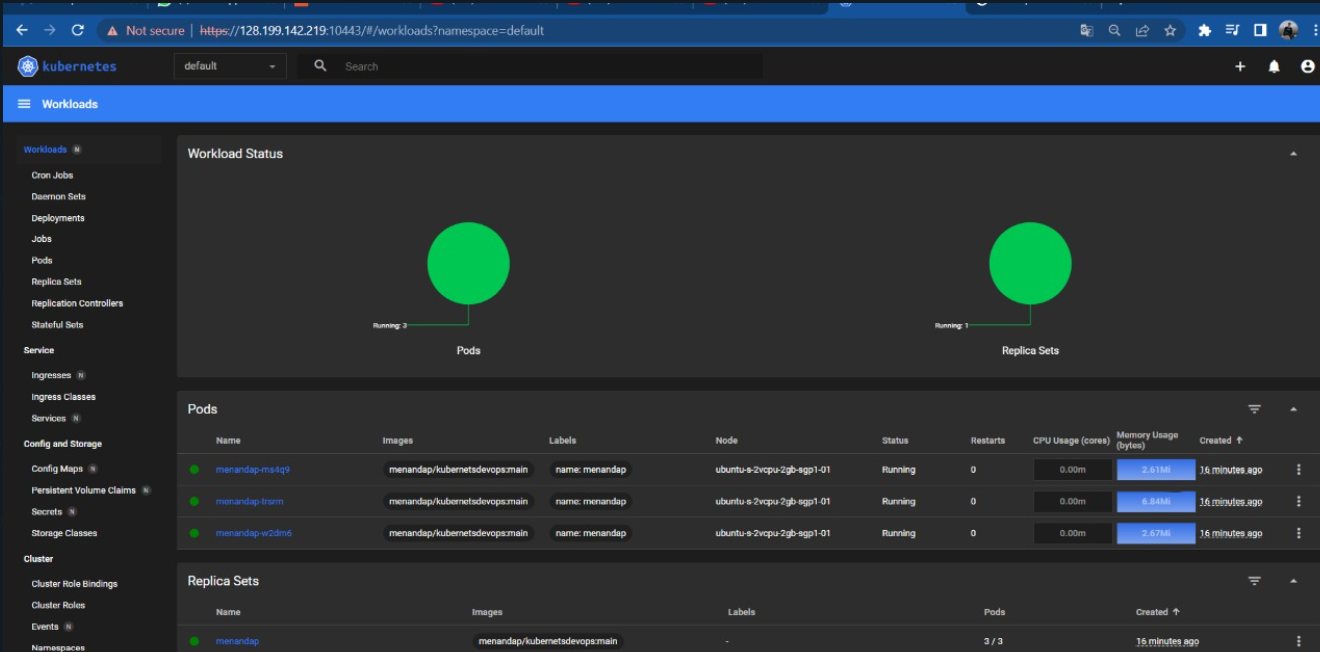 Not secure | https://128.199.142.219:10443/#/workloads?namespace=default
kubernetes
default
Search
Workloads
Workloads N
Cron Jobs
Daemon Sets
Deployments
Jobs
Pods
Replica Sets
Replication Controllers
Stateful Sets
Service
Ingresses N
Ingress Classes
Services N
Config and Storage
Config Maps N
Persistent Volume Claims N
Secrets N
Storage Classes
Cluster
Cluster Role Bindings
Cluster Roles
Events N
Namespaces
Workload Status
Running: 3
Pods
Running: 1
Replica Sets
Pods
Name Images Labels Node Status Restarts CPU Usage (cores) Memory Usage (bytes) Created
menandap-ms4q9 menandap/kubernetsdevops:main name: menandap ubuntu-s-2vcpu-2gb-sgp1-01 Running 0 0.00m 2.61Mi 16 minutes ago
menandap-trsrm menandap/kubernetsdevops:main name: menandap ubuntu-s-2vcpu-2gb-sgp1-01 Running 0 0.00m 6.84Mi 16 minutes ago
menandap-w2dm6 menandap/kubernetsdevops:main name: menandap ubuntu-s-2vcpu-2gb-sgp1-01 Running 0 0.00m 2.67Mi 16 minutes ago
Replica Sets
Name Images Labels Pods Created
menandap menandap/kubernetsdevops:main - 3 / 3 16 minutes ago